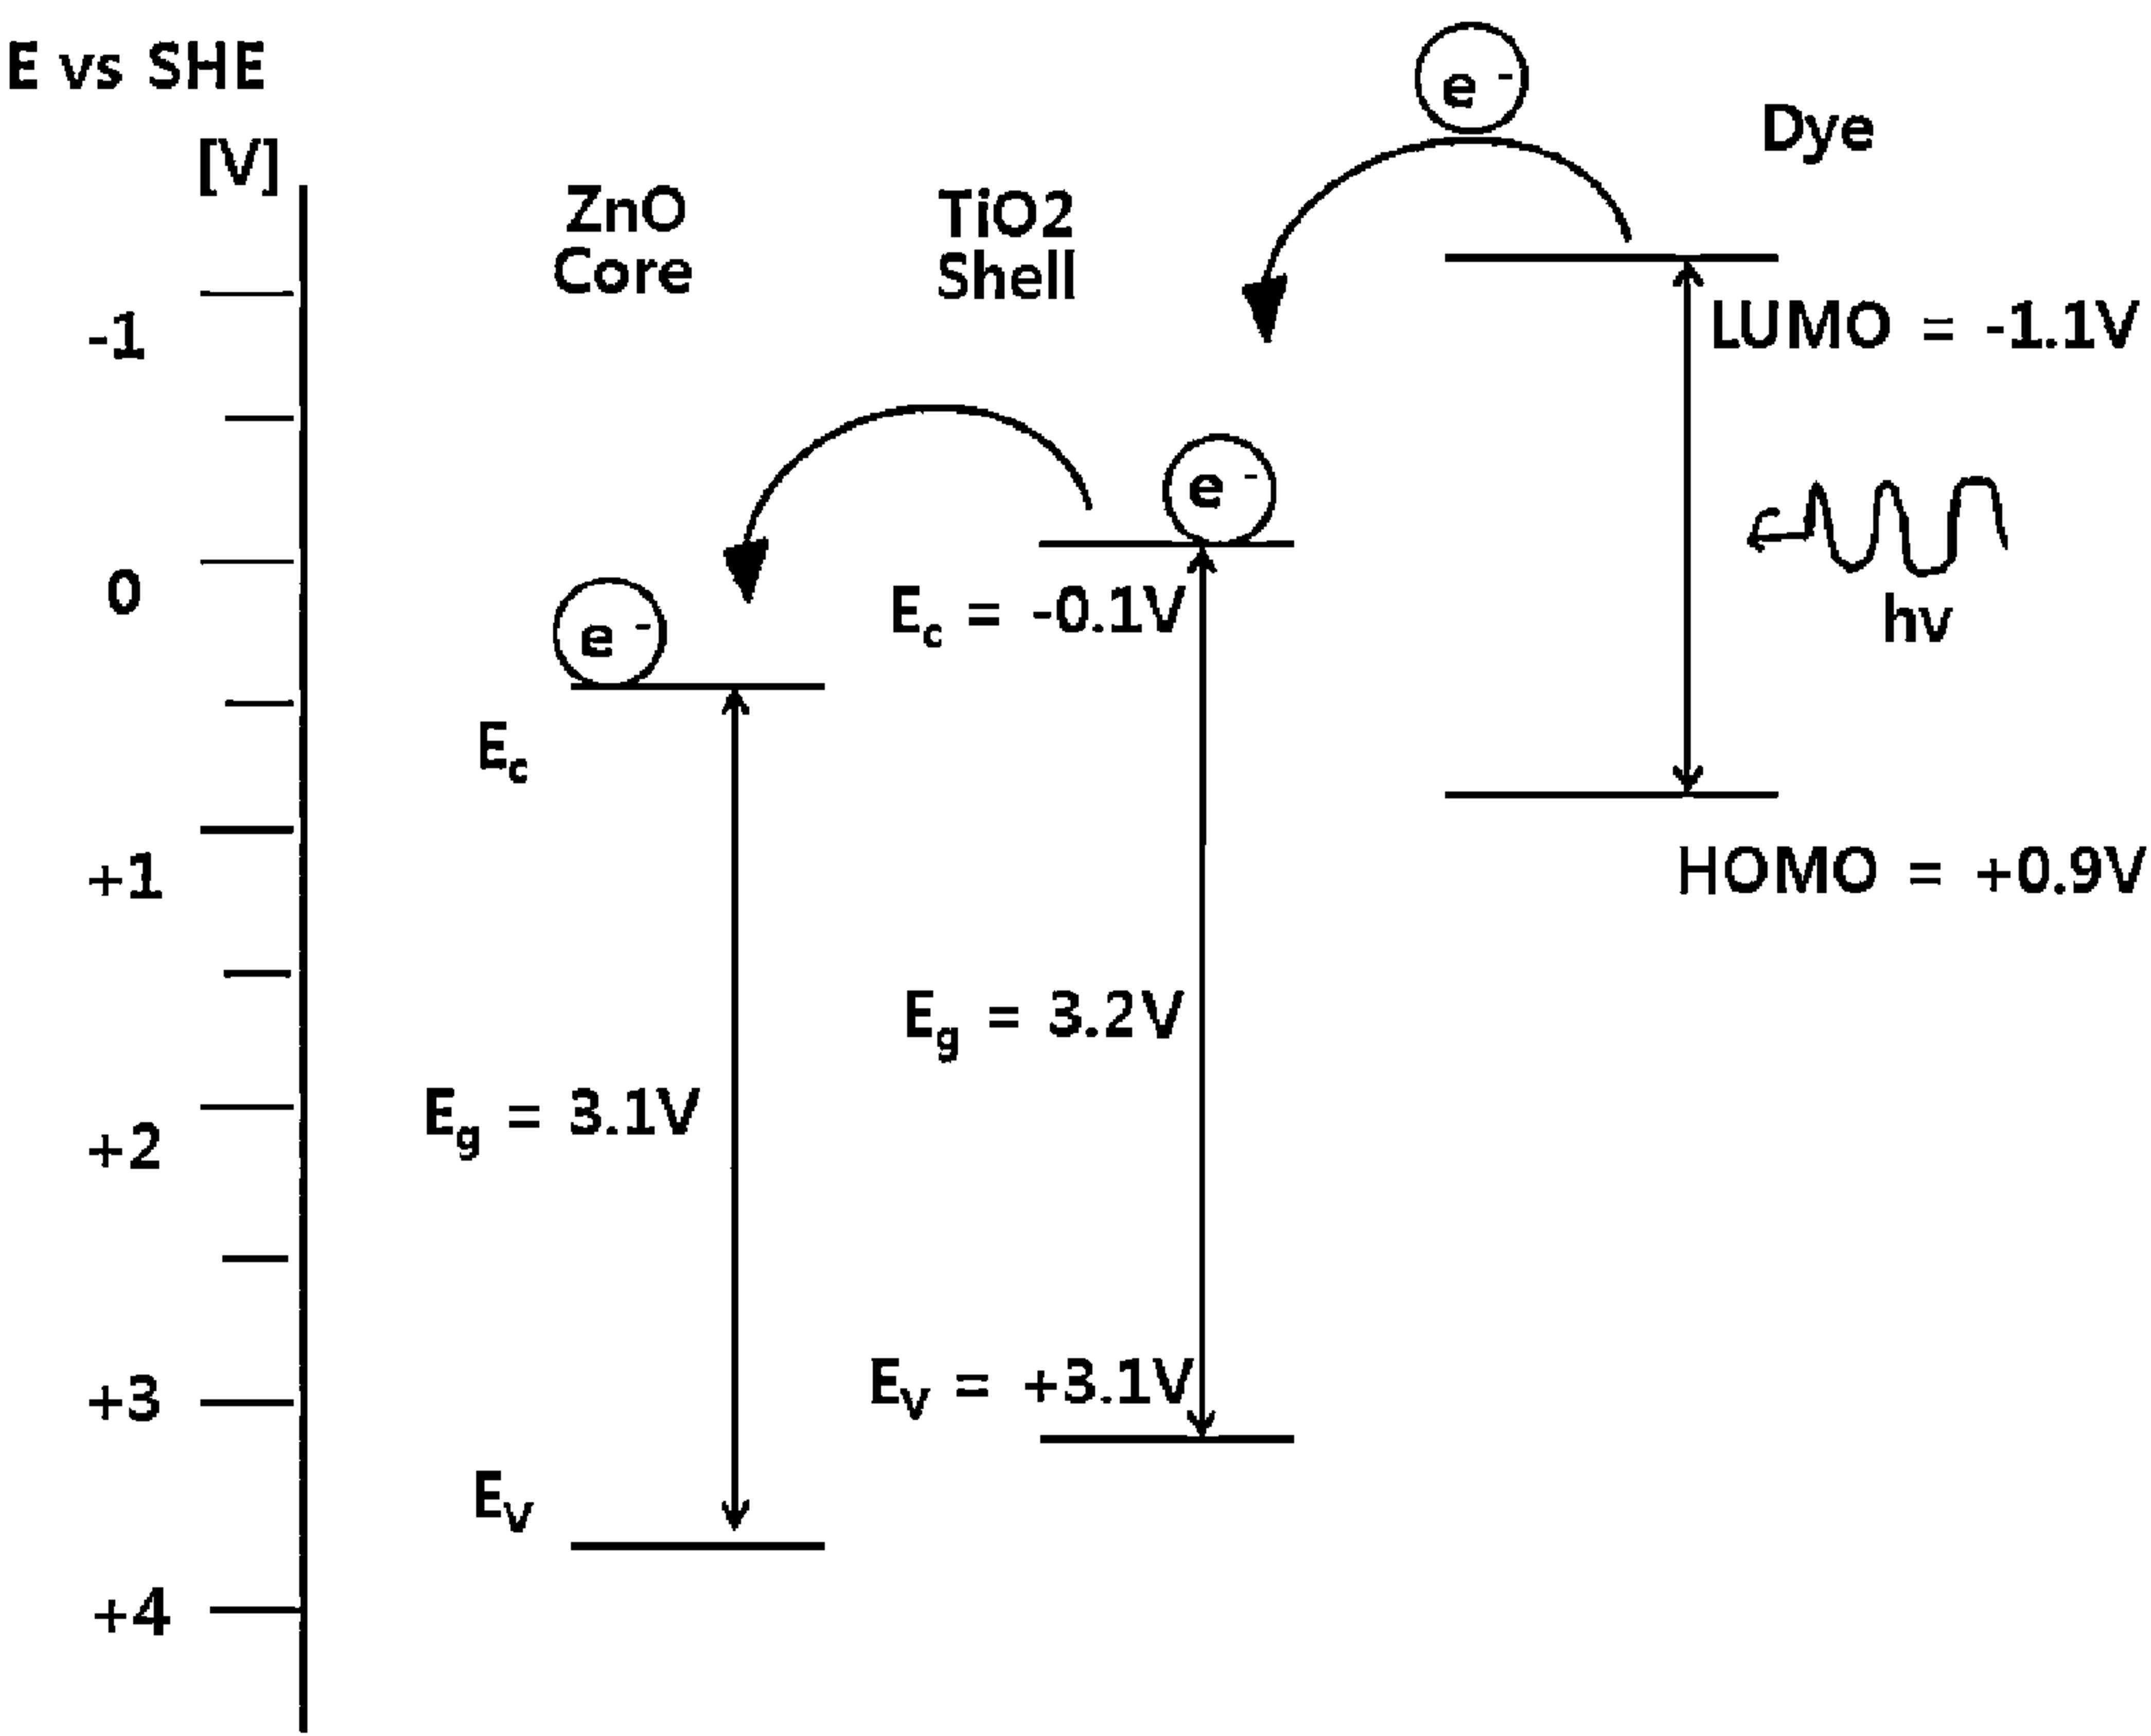 E vs SHE
[V]
-1
0
+1
+2
+3
+4
ZnO
Core
e -
Ec
Eg = 3.1V
Ev
TiO2
Shell
e -
Ec = -0.1V
Eg = 3.2V
Ev = +3.1V
e -
Dye
LUMO = -1.1V
hv
HOMO = +0.9V